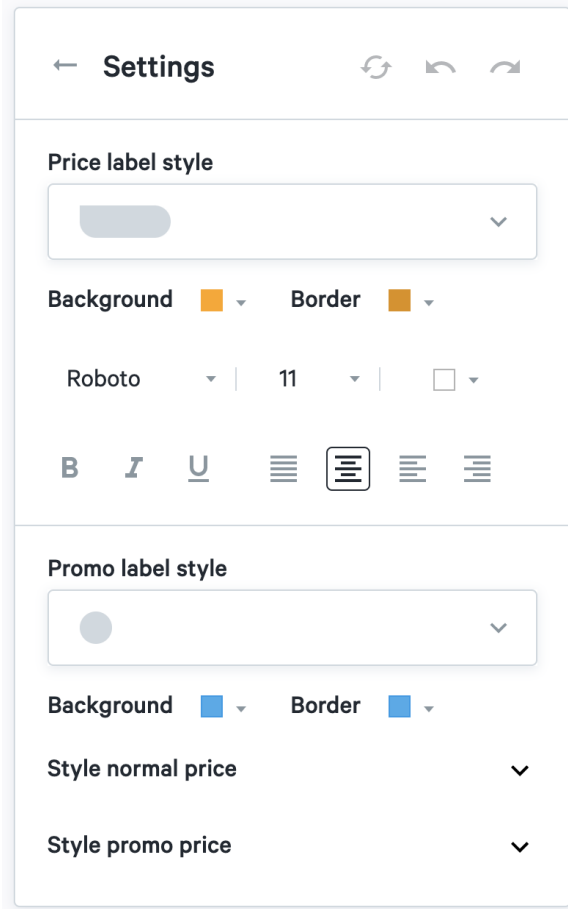 Settings
Price label style
Background Border
Roboto 11
B I U
Promo label style
Background Border
Style normal price
Style promo price